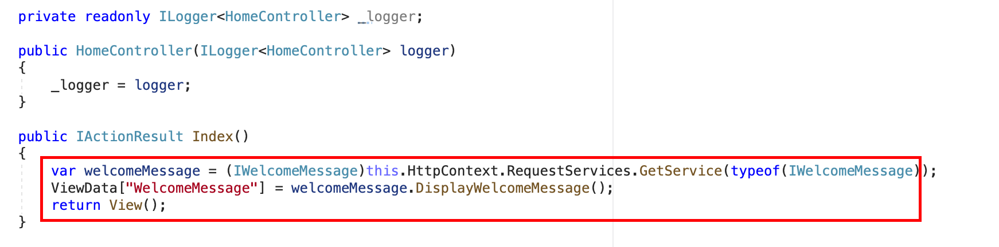 private readonly ILogger<HomeController> _logger;
public HomeController(ILogger<HomeController> logger)
{
_logger = logger;
}
public IActionResult Index()
{
var welcomeMessage = (IWelcomeMessage)this.HttpContext.RequestServices.GetService(typeof(IWelcomeMessage));
ViewData["WelcomeMessage"] = welcomeMessage.DisplayWelcomeMessage();
return View();
}